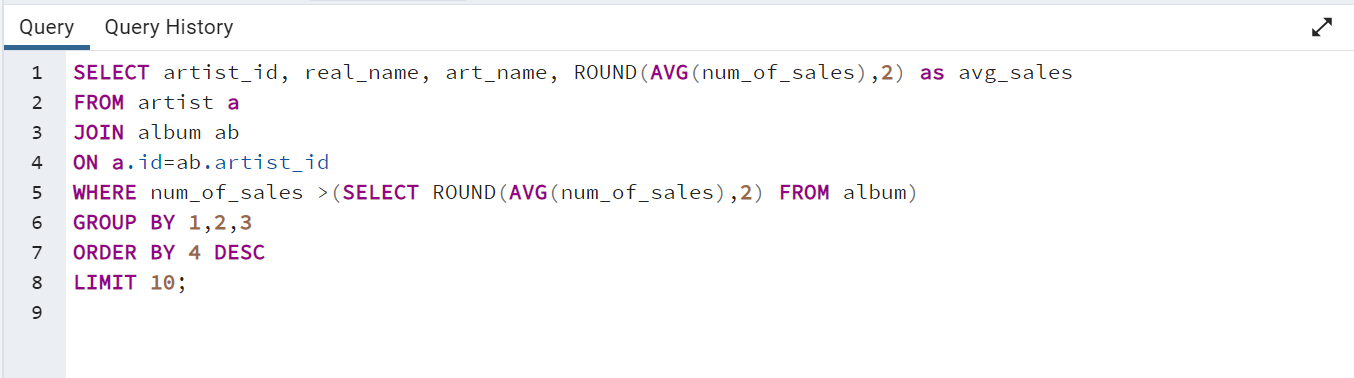 Query Query History
1 SELECT artist_id, real_name, art_name, ROUND(AVG(num_of_sales),2) as avg_sales
2 FROM artist a
3 JOIN album ab
4 ON a.id=ab.artist_id
5 WHERE num_of_sales >(SELECT ROUND(AVG(num_of_sales),2) FROM album)
6 GROUP BY 1,2,3
7 ORDER BY 4 DESC
8 LIMIT 10;
9